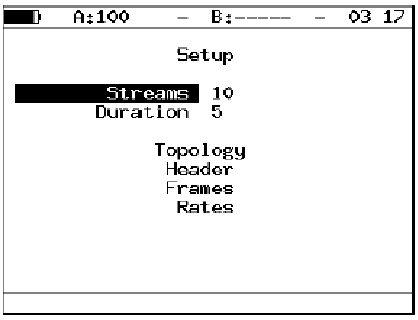 A:100 – B:----- – 03 17
Setup
Streams 10
Duration 5
Topology
Header
Frames
Rates